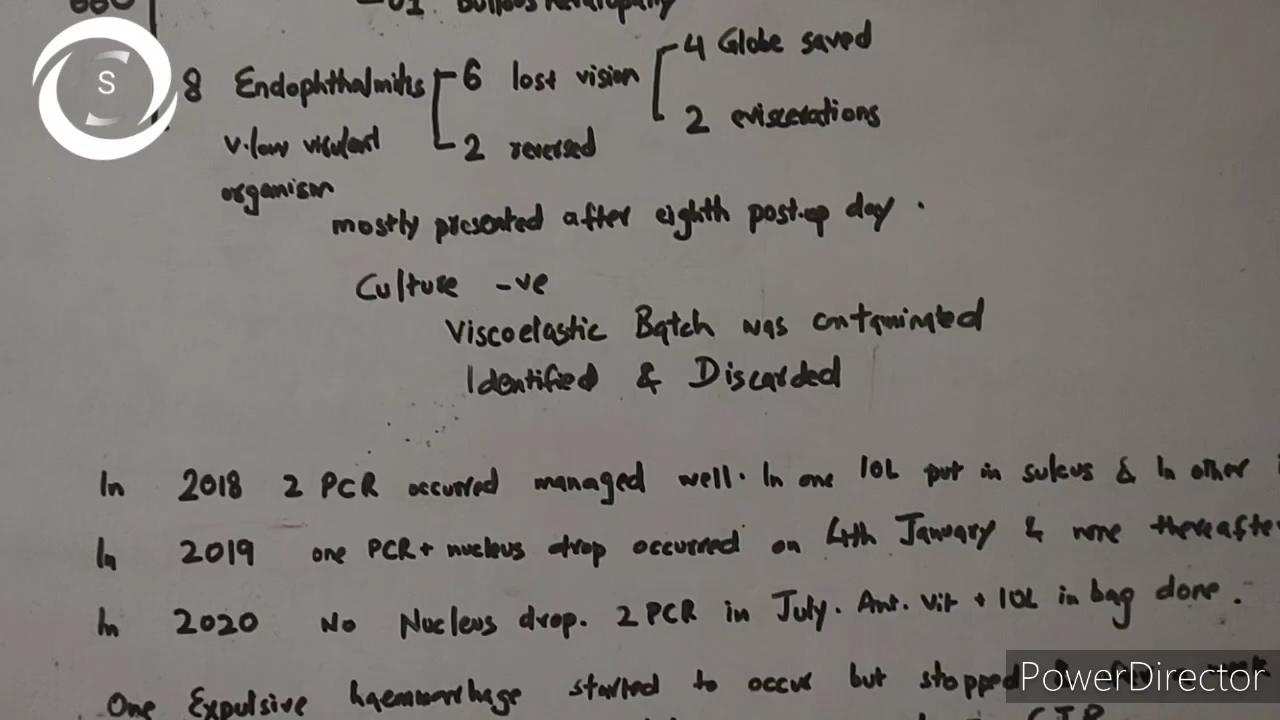 S
8 Endophthalmitis 6 lost vision 4 Globe saved
2 eviscerations
v.low virulent 2 reversed
organism
mostly presented after eighth post-op day.
Culture -ve
Viscoelastic Batch was contaminated
Identified & Discarded
In 2018 2 PCR occurred managed well. In one IOL put in sulcus & In other
In 2019 one PCR + nucleus drop occurred on 4th January & none thereafter
In 2020 No Nucleus drop. 2 PCR in July. Ant. vit + IOL in bag done.
One Expulsive haemorrhage started to occur but stopped
PowerDirector